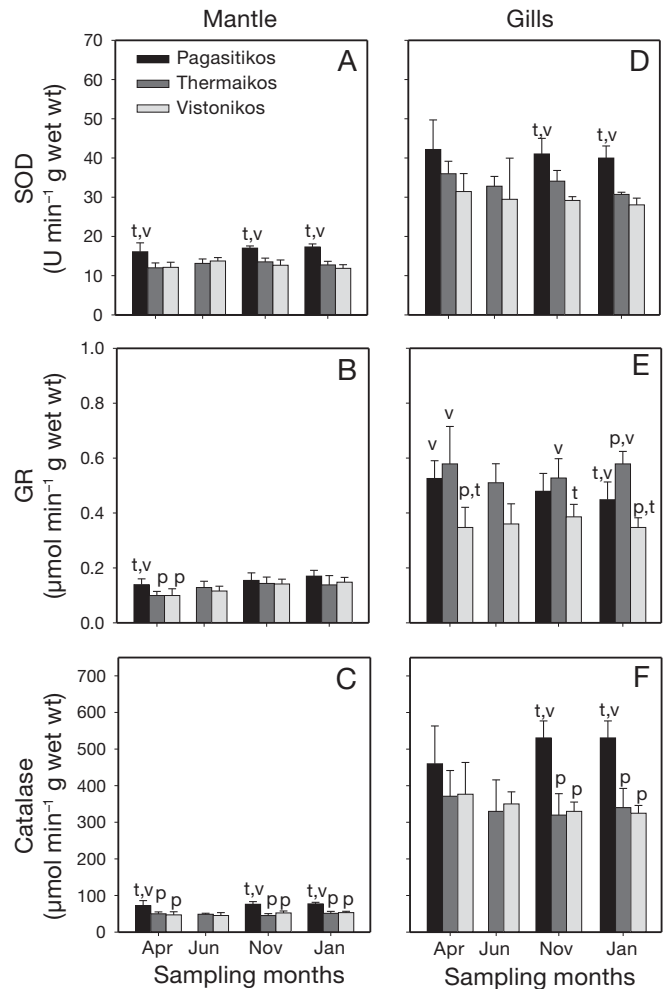 Mantle
Gills
SOD
(U min⁻¹ g wet wt)
70
60
50
40
30
20
10
0
Pagasitikos
Thermaikos
Vistonikos
A
t,v
t,v
t,v
D
t,v
t,v
GR
(µmol min⁻¹ g wet wt)
1.0
0.8
0.6
0.4
0.2
0.0
B
t,v
p
p
E
v
v
p,t
v
t
t,v
p,v
p,t
Catalase
(µmol min⁻¹ g wet wt)
700
600
500
400
300
200
100
0
C
t,v
p
p
t,v
p
p
t,v
p
p
F
t,v
p
p
t,v
p
p
Apr
Jun
Nov
Jan
Sampling months
Apr
Jun
Nov
Jan
Sampling months